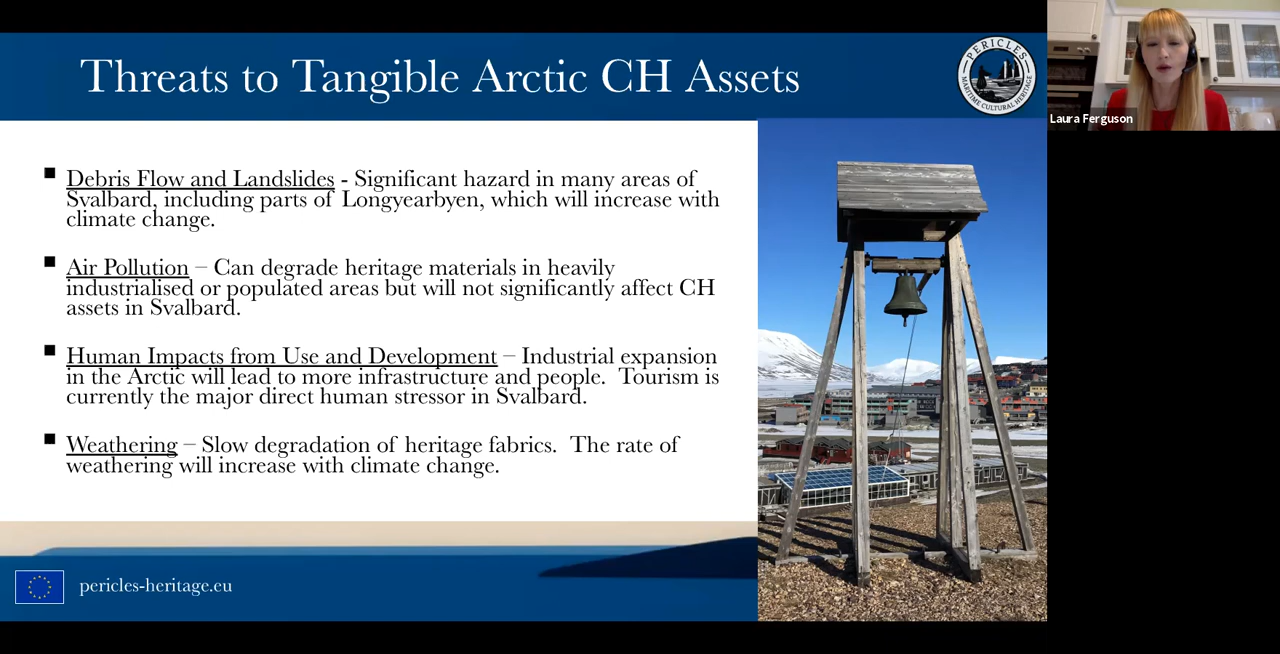 Threats to Tangible Arctic CH Assets
PERICLES
MARITIME CULTURAL HERITAGE
Laura Ferguson
▪ Debris Flow and Landslides - Significant hazard in many areas of
Svalbard, including parts of Longyearbyen, which will increase with
climate change.
▪ Air Pollution – Can degrade heritage materials in heavily
industrialised or populated areas but will not significantly affect CH
assets in Svalbard.
▪ Human Impacts from Use and Development – Industrial expansion
in the Arctic will lead to more infrastructure and people.  Tourism is
currently the major direct human stressor in Svalbard.
▪ Weathering – Slow degradation of heritage fabrics.  The rate of
weathering will increase with climate change.
pericles-heritage.eu